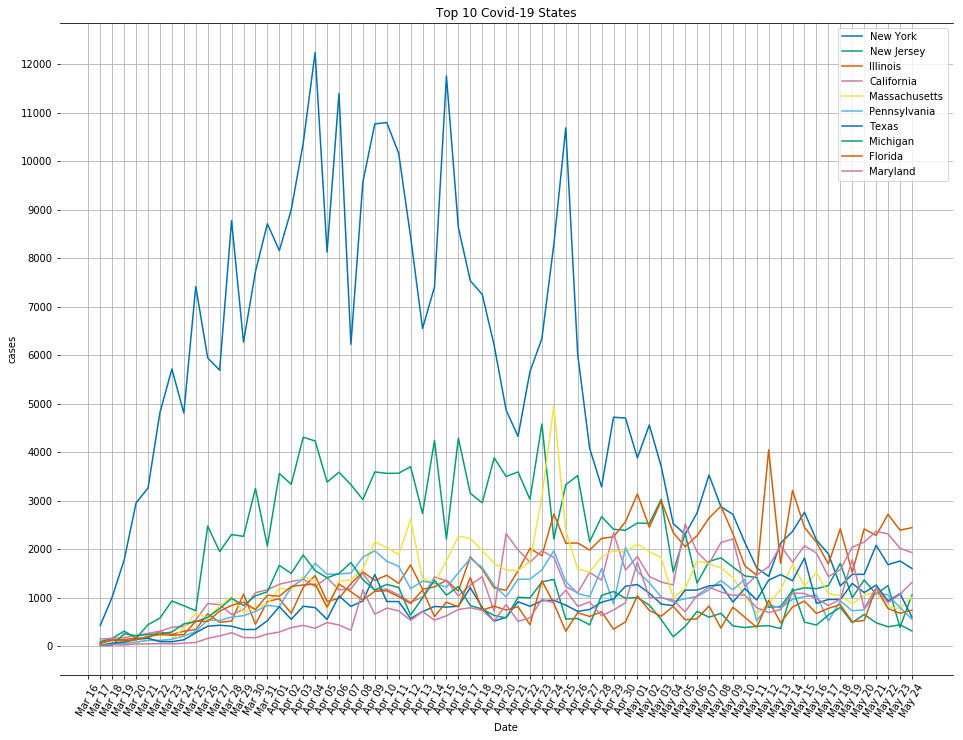 Top 10 Covid-19 States
New York
New Jersey
Illinois
California
Massachusetts
Pennsylvania
Texas
Michigan
Florida
Maryland
12000
11000
10000
9000
8000
7000
6000
5000
4000
3000
2000
1000
0
cases
Mar 16
Mar 17
Mar 18
Mar 19
Mar 20
Mar 21
Mar 22
Mar 23
Mar 24
Mar 25
Mar 26
Mar 27
Mar 28
Mar 29
Mar 30
Mar 31
Apr 01
Apr 02
Apr 03
Apr 04
Apr 05
Apr 06
Apr 07
Apr 08
Apr 09
Apr 10
Apr 11
Apr 12
Apr 13
Apr 14
Apr 15
Apr 16
Apr 17
Apr 18
Apr 19
Apr 20
Apr 21
Apr 22
Apr 23
Apr 24
Apr 25
Apr 26
Apr 27
Apr 28
Apr 29
Apr 30
May 01
May 02
May 03
May 04
May 05
May 06
May 07
May 08
May 09
May 10
May 11
May 12
May 13
May 14
May 15
May 16
May 17
May 18
May 19
May 20
May 21
May 22
May 23
May 24
Date